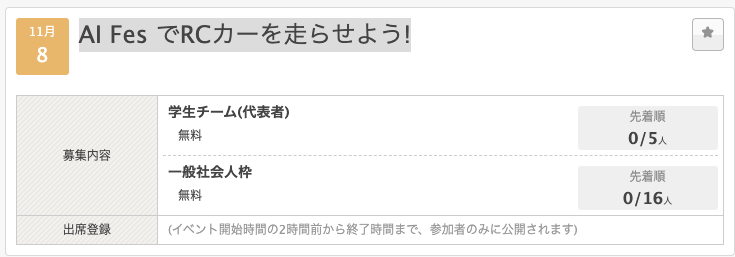 11月
8
AI Fes でRCカーを走らせよう!
募集内容
学生チーム(代表者)
無料
先着順
0/5人
一般社会人枠
無料
先着順
0/16人
出席登録
(イベント開始時間の2時間前から終了時間まで、参加者のみに公開されます)